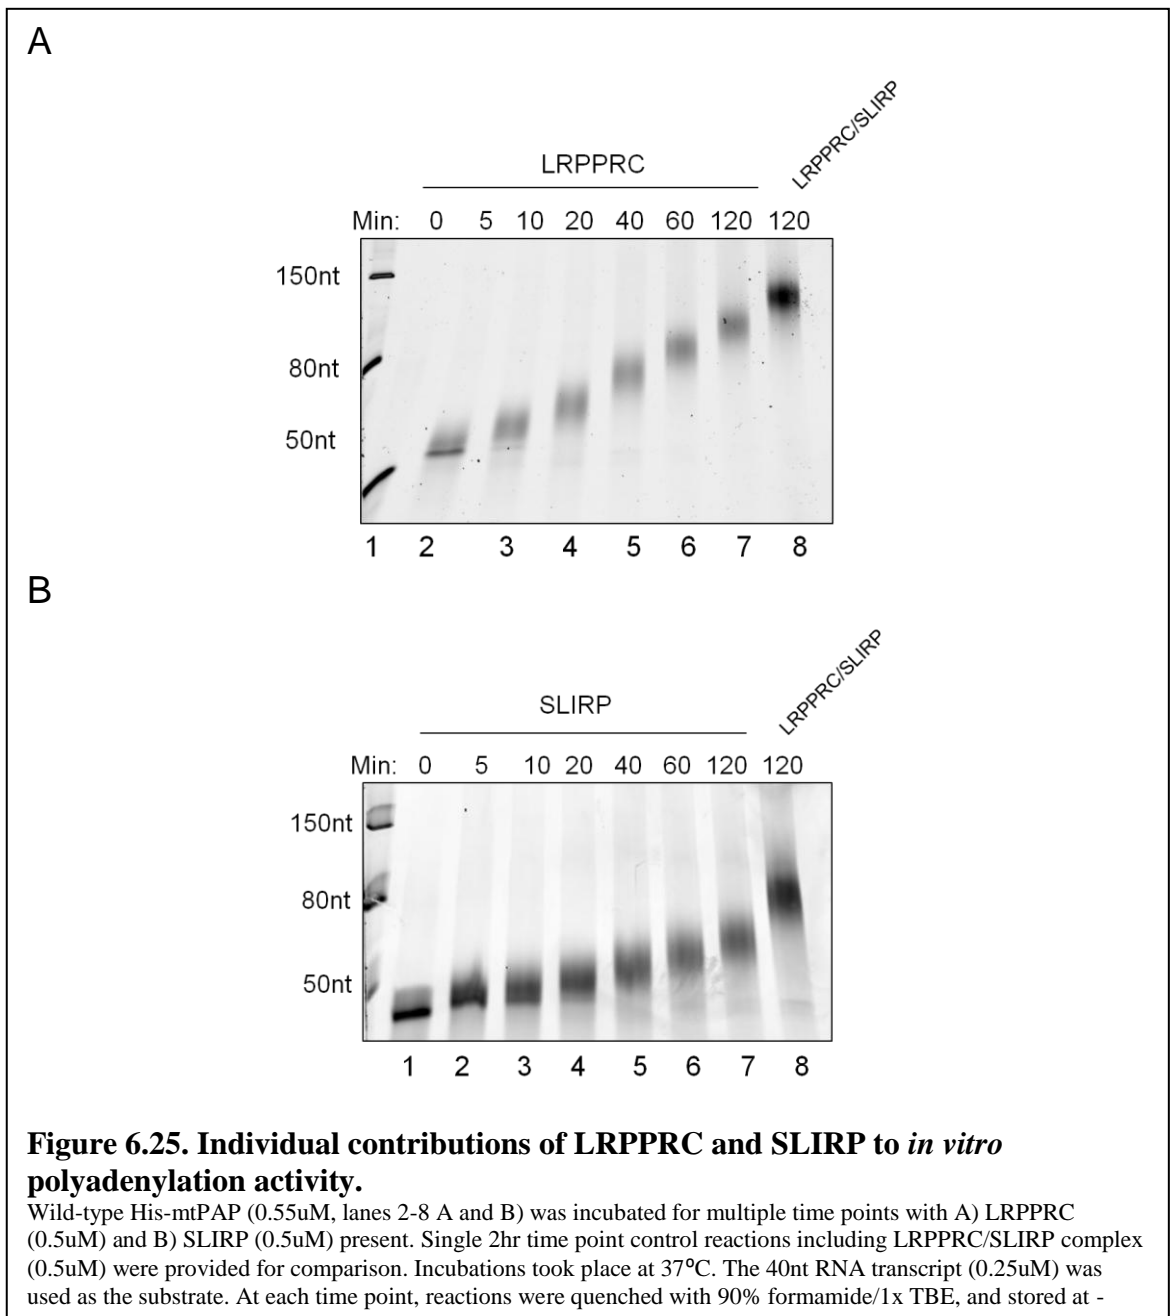 A
LRPPRC/SLIRP
LRPPRC
Min: 0 5 10 20 40 60 120 120
150nt
80nt
50nt
1 2 3 4 5 6 7 8
B
LRPPRC/SLIRP
SLIRP
Min: 0 5 10 20 40 60 120 120
150nt
80nt
50nt
1 2 3 4 5 6 7 8
Figure 6.25. Individual contributions of LRPPRC and SLIRP to in vitro
polyadenylation activity.
Wild-type His-mtPAP (0.55uM, lanes 2-8 A and B) was incubated for multiple time points with A) LRPPRC
(0.5uM) and B) SLIRP (0.5uM) present. Single 2hr time point control reactions including LRPPRC/SLIRP complex
(0.5uM) were provided for comparison. Incubations took place at 37⁰C. The 40nt RNA transcript (0.25uM) was
used as the substrate. At each time point, reactions were quenched with 90% formamide/1x TBE, and stored at -